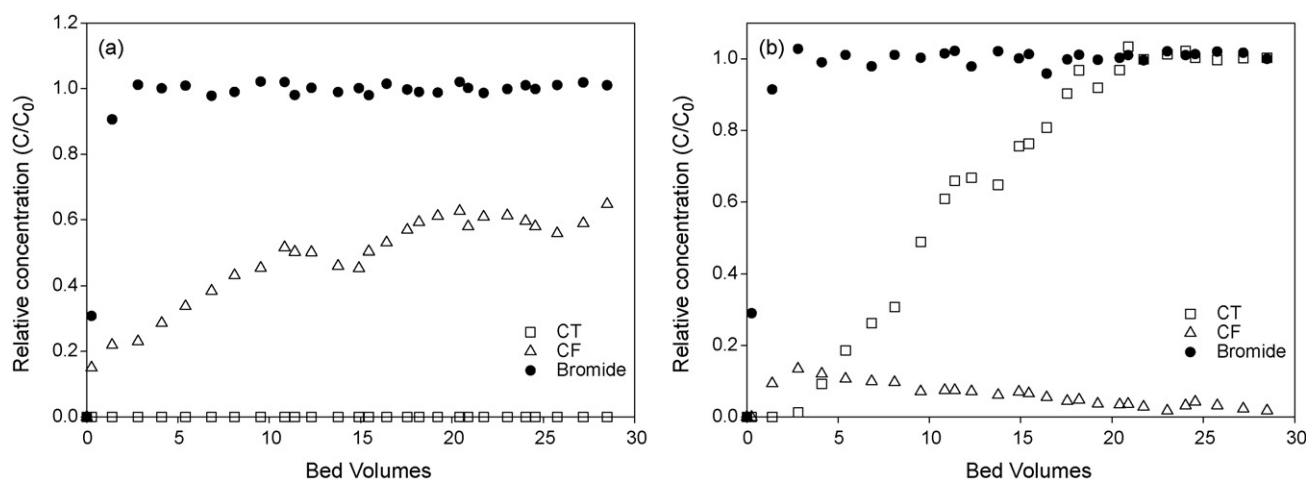 (a)
Relative concentration (C/C₀)
1.2
1.0
0.8
0.6
0.4
0.2
0.0
CT
CF
Bromide
0 5 10 15 20 25 30
Bed Volumes
(b)
Relative concentration (C/C₀)
1.0
0.8
0.6
0.4
0.2
0.0
CT
CF
Bromide
0 5 10 15 20 25 30
Bed Volumes